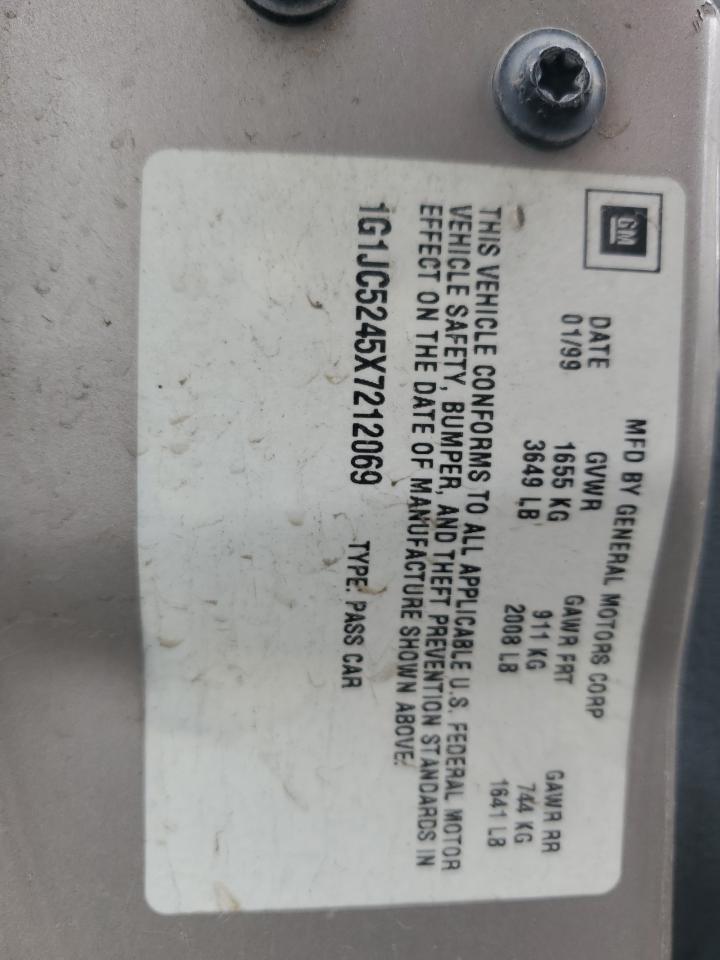 GM
MFD BY GENERAL MOTORS CORP
DATE GVWR GAWR FRT GAWR RR
01/99 1655 KG 911 KG 744 KG
3649 LB 2008 LB 1641 LB
THIS VEHICLE CONFORMS TO ALL APPLICABLE U.S. FEDERAL MOTOR
VEHICLE SAFETY, BUMPER, AND THEFT PREVENTION STANDARDS IN
EFFECT ON THE DATE OF MANUFACTURE SHOWN ABOVE.
1G1JC5245X7212069 TYPE: PASS CAR